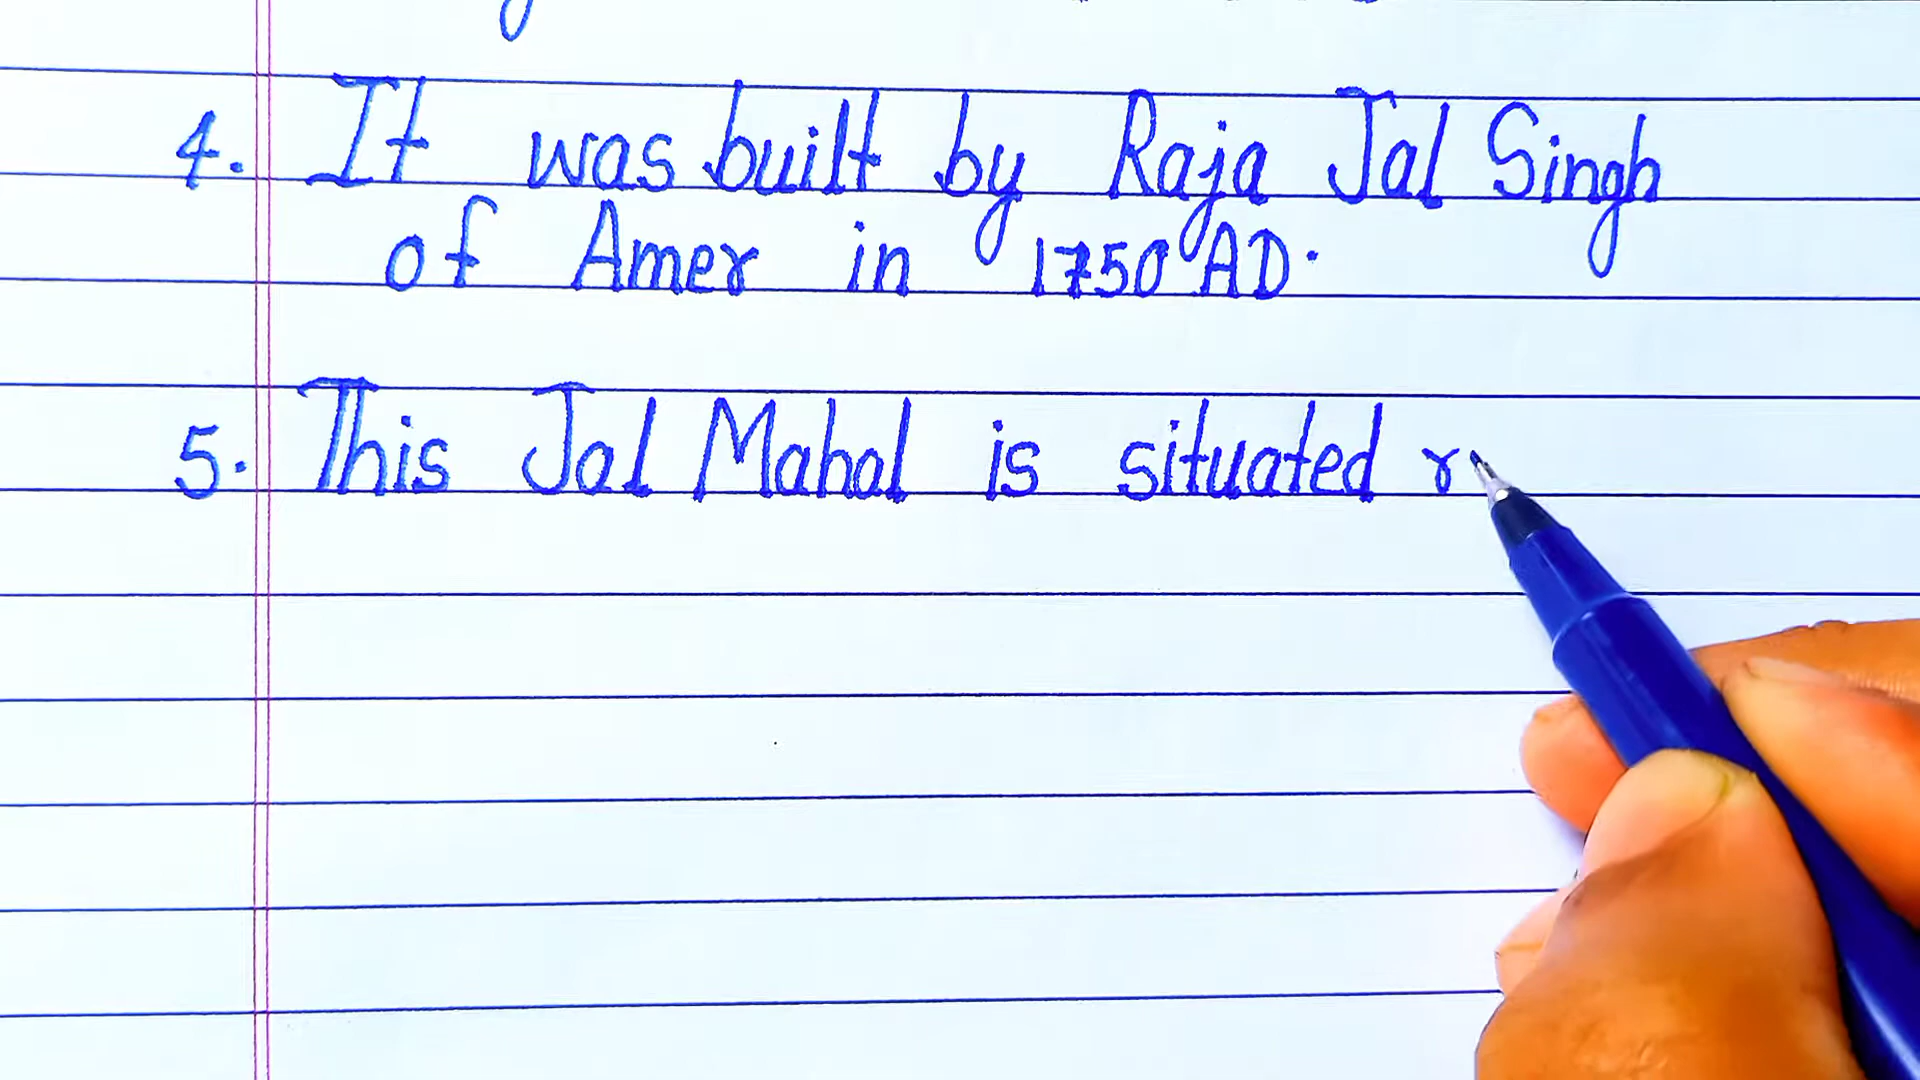 4. It was built by Raja Jal Singh
of Amer in 1750 AD.
5. This Jal Mahal is situated r